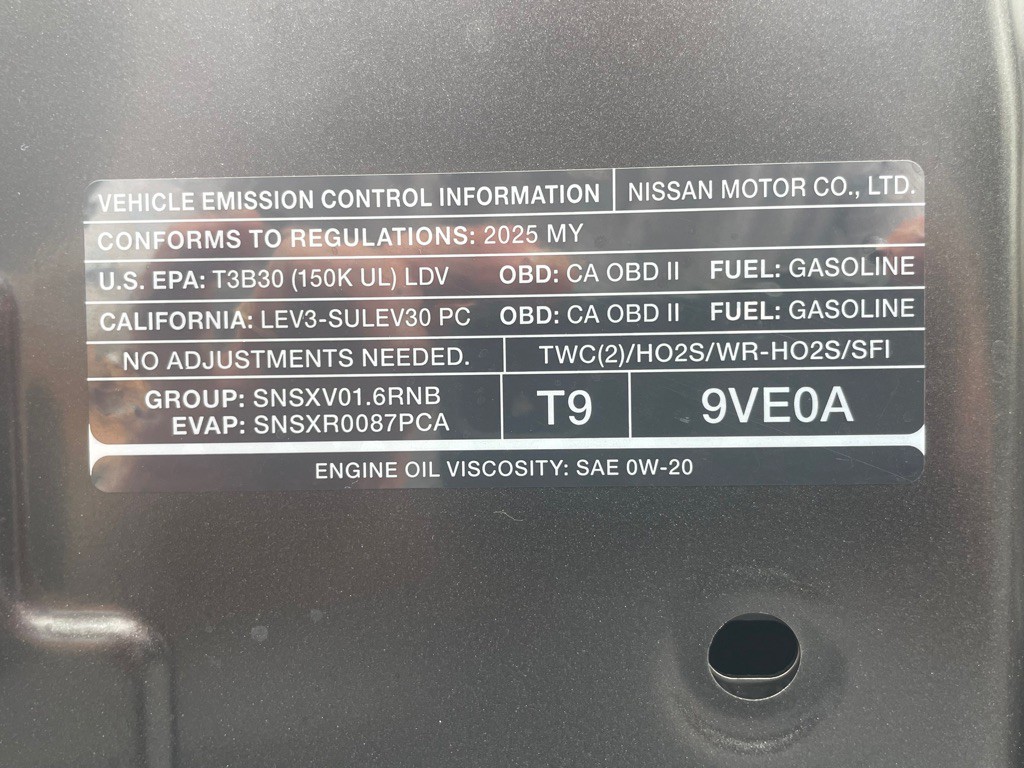 VEHICLE EMISSION CONTROL INFORMATION NISSAN MOTOR CO., LTD.
CONFORMS TO REGULATIONS: 2025 MY
U.S. EPA: T3B30 (150K UL) LDV OBD: CA OBD II FUEL: GASOLINE
CALIFORNIA: LEV3-SULEV30 PC OBD: CA OBD II FUEL: GASOLINE
NO ADJUSTMENTS NEEDED. TWC(2)/HO2S/WR-HO2S/SFI
GROUP: SNSXV01.6RNB
EVAP: SNSXR0087PCA
T9 9VE0A
ENGINE OIL VISCOSITY: SAE 0W-20